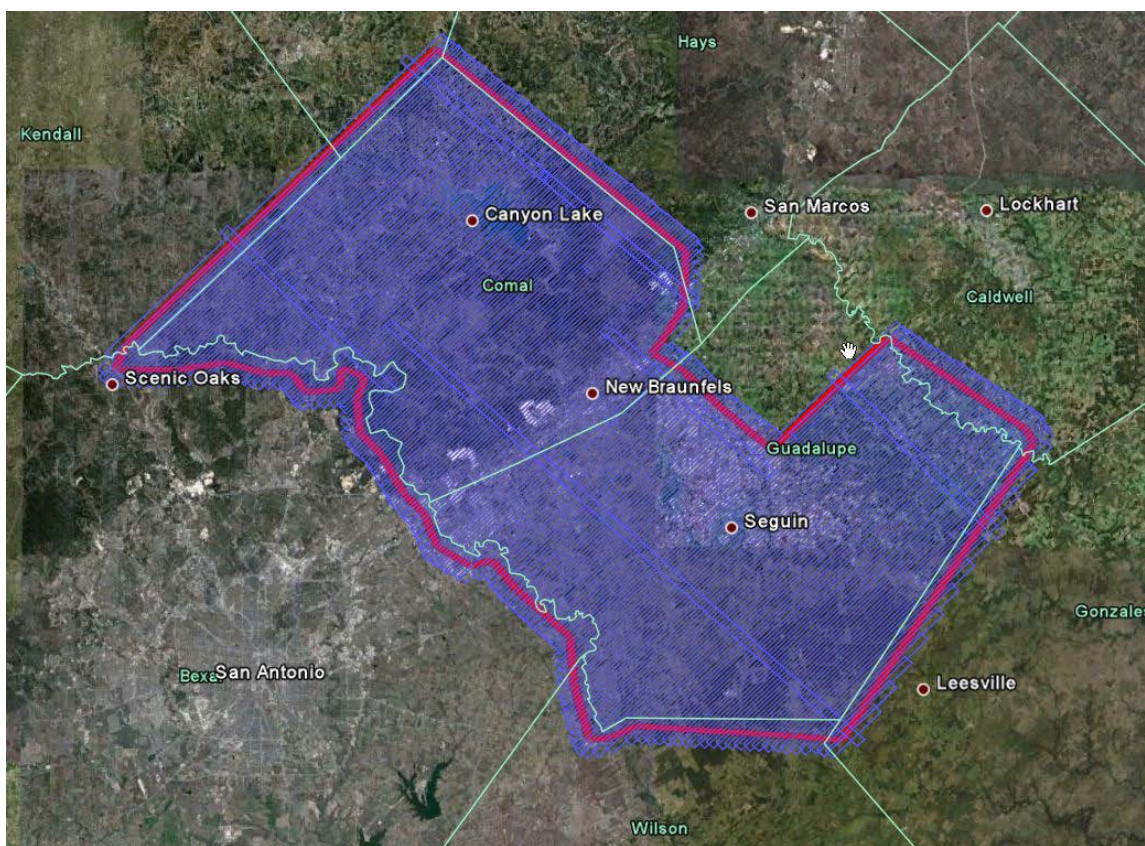 Hays
Kendall
San Marcos
Lockhart
Canyon Lake
Comal
Caldwell
Scenic Oaks
New Braunfels
Guadalupe
Seguin
Gonzales
Bexa
San Antonio
Leesville
Wilson